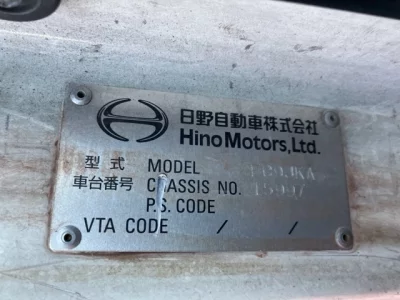 日野自動車株式会社
Hino Motors, Ltd.
型式 MODEL
車台番号 CHASSIS NO.
P.S. CODE
VTA CODE / /